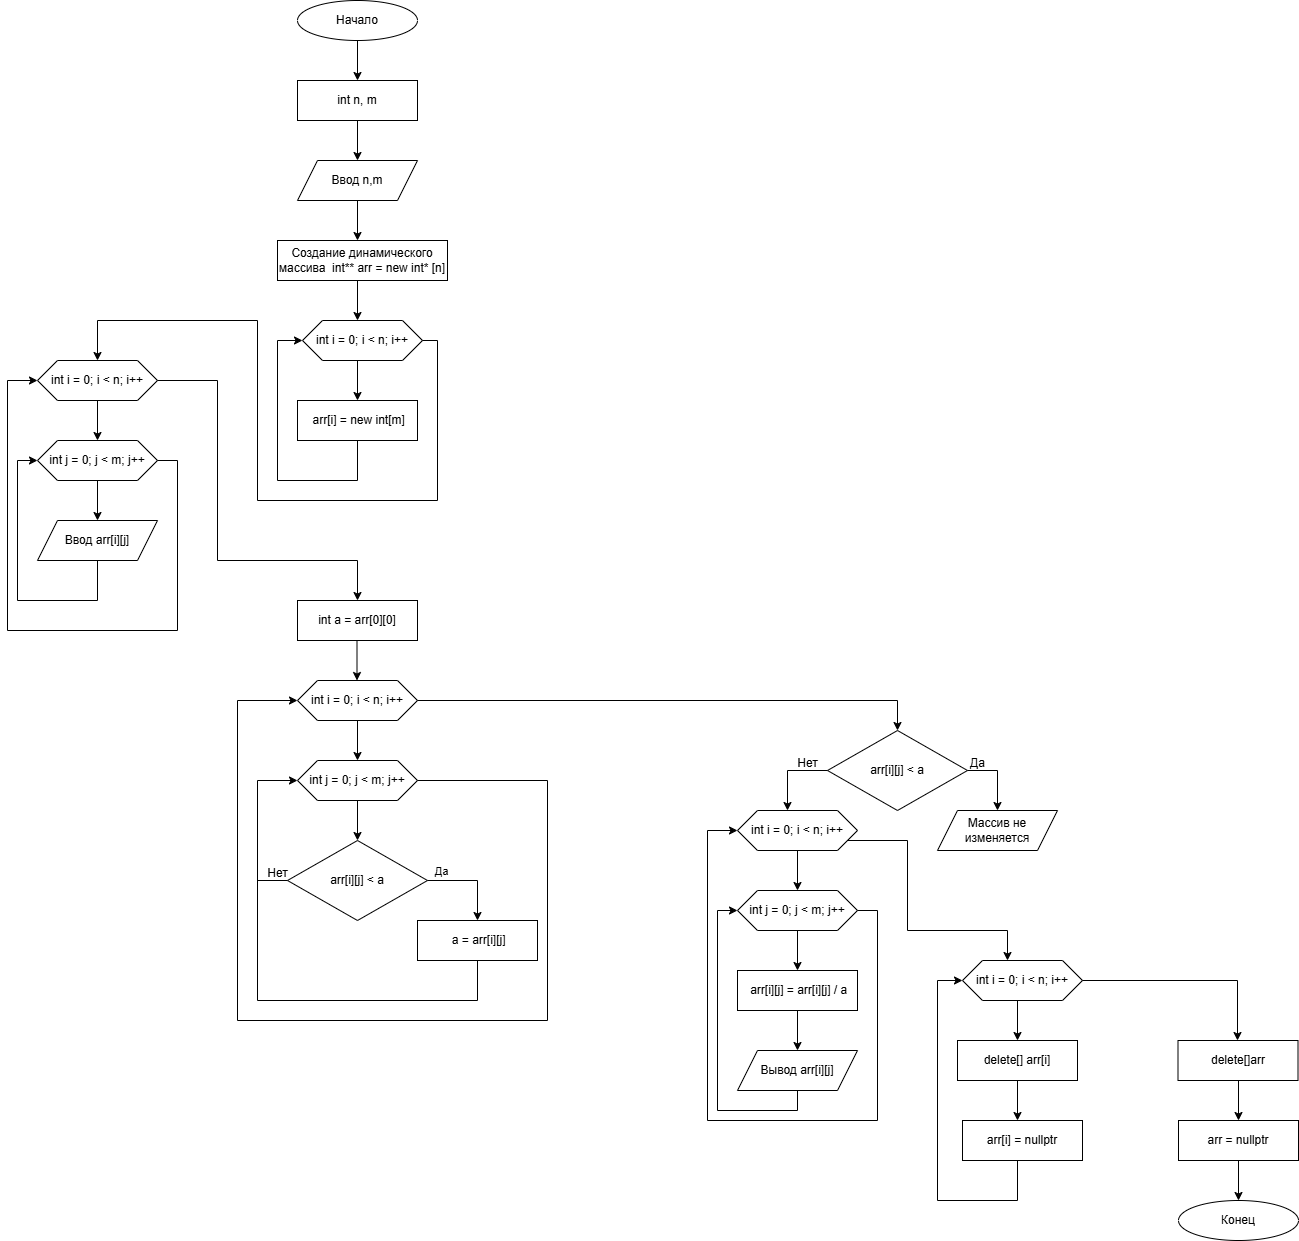 Начало
int n, m
Ввод n,m
Создание динамического
массива int** arr = new int* [n]
int i = 0; i < n; i++
arr[i] = new int[m]
int i = 0; i < n; i++
int j = 0; j < m; j++
Ввод arr[i][j]
int a = arr[0][0]
int i = 0; i < n; i++
int j = 0; j < m; j++
arr[i][j] < a
Нет
Да
a = arr[i][j]
arr[i][j] < a
Нет
Да
Массив не
изменяется
int i = 0; i < n; i++
int j = 0; j < m; j++
arr[i][j] = arr[i][j] / a
Вывод arr[i][j]
int i = 0; i < n; i++
delete[] arr[i]
arr[i] = nullptr
delete[]arr
arr = nullptr
Конец